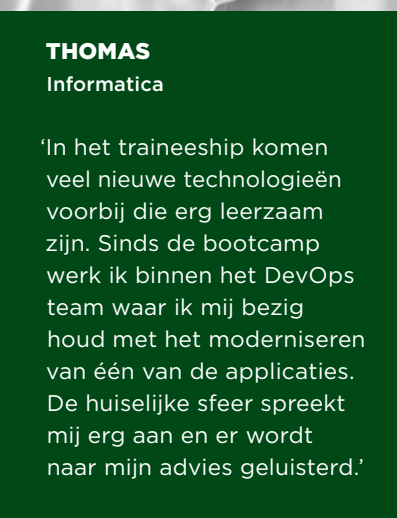 THOMAS
Informatica
‘In het traineeship komen
veel nieuwe technologieën
voorbij die erg leerzaam
zijn. Sinds de bootcamp
werk ik binnen het DevOps
team waar ik mij bezig
houd met het moderniseren
van één van de applicaties.
De huiselijke sfeer spreekt
mij erg aan en er wordt
naar mijn advies geluisterd.’